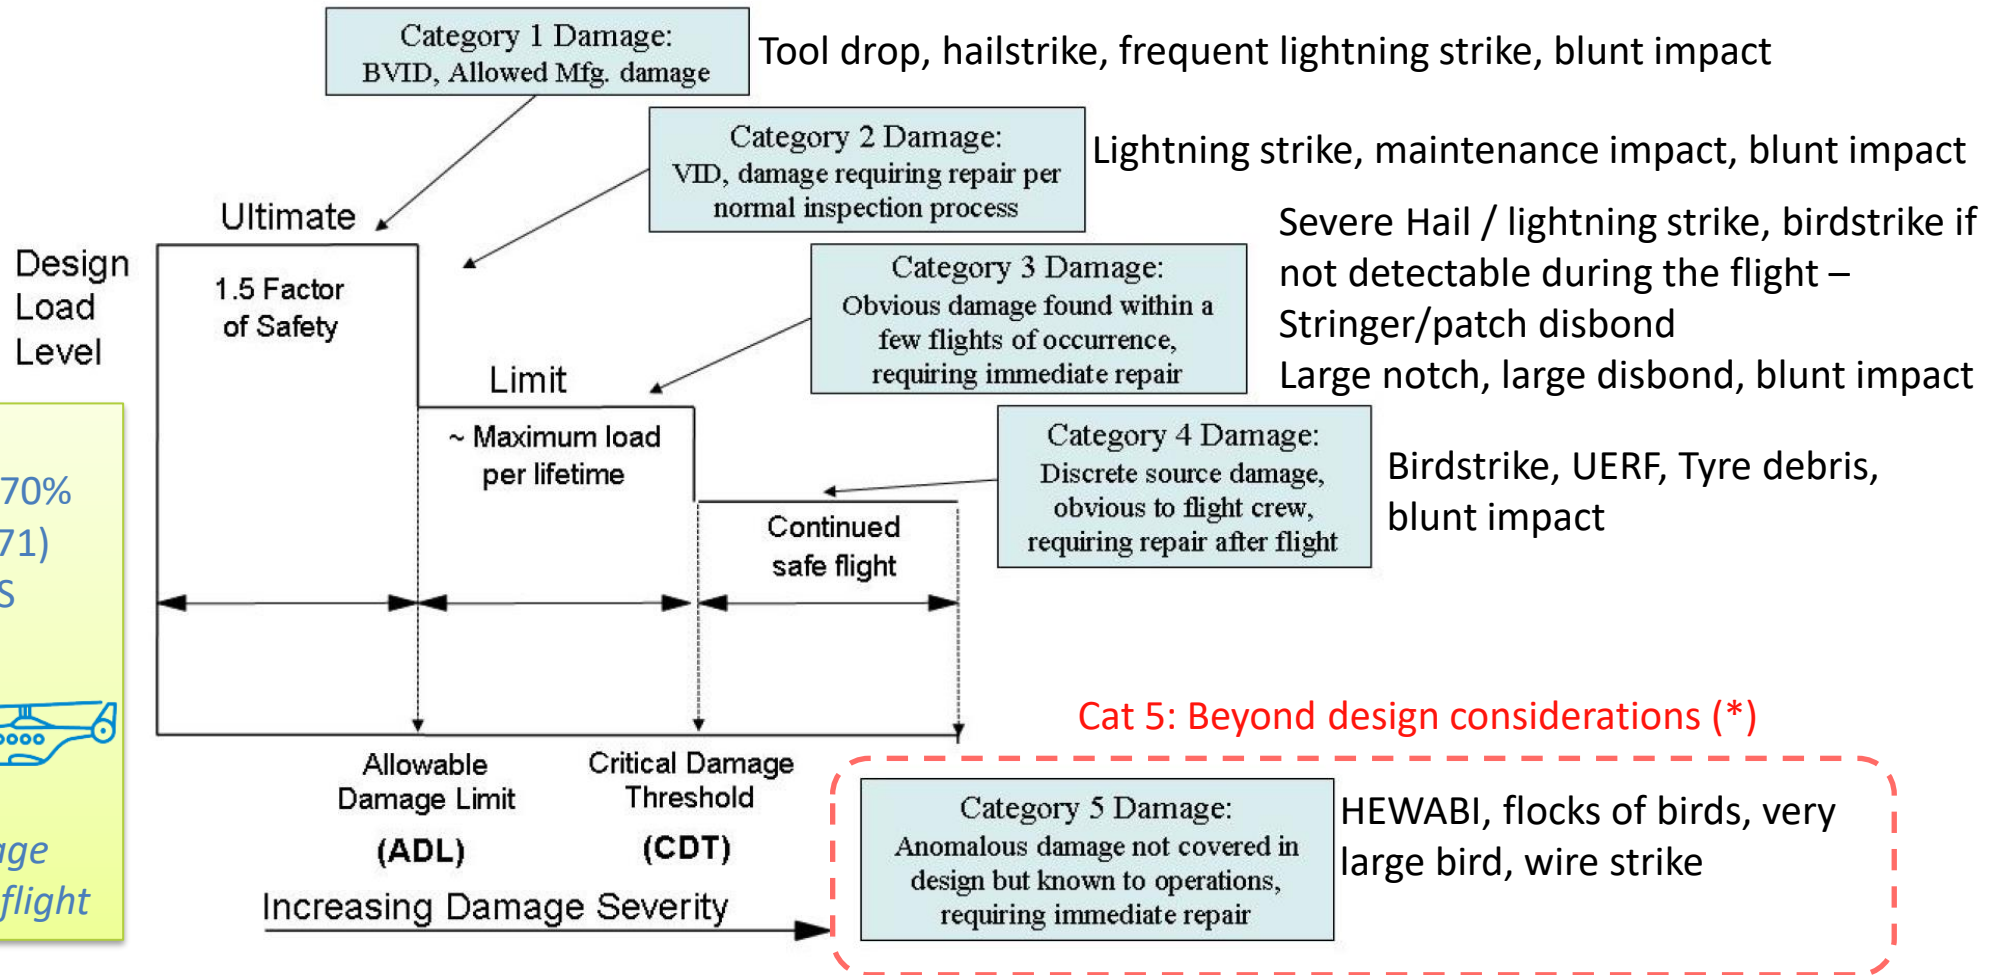 Category 1 Damage:
BVID, Allowed Mfg. damage
Tool drop, hailstrike, frequent lightning strike, blunt impact
Category 2 Damage:
VID, damage requiring repair per
normal inspection process
Lightning strike, maintenance impact, blunt impact
Category 3 Damage:
Obvious damage found within a
few flights of occurrence,
requiring immediate repair
Severe Hail / lightning strike, birdstrike if
not detectable during the flight –
Stringer/patch disbond
Large notch, large disbond, blunt impact
Category 4 Damage:
Discrete source damage,
obvious to flight crew,
requiring repair after flight
Birdstrike, UERF, Tyre debris,
blunt impact
Design
Load
Level
Ultimate
1.5 Factor
of Safety
Limit
~ Maximum load
per lifetime
Continued
safe flight
70%
71)
S
age
flight
Allowable
Damage Limit
(ADL)
Critical Damage
Threshold
(CDT)
Increasing Damage Severity
Cat 5: Beyond design considerations (*)
Category 5 Damage:
Anomalous damage not covered in
design but known to operations,
requiring immediate repair
HEWABI, flocks of birds, very
large bird, wire strike